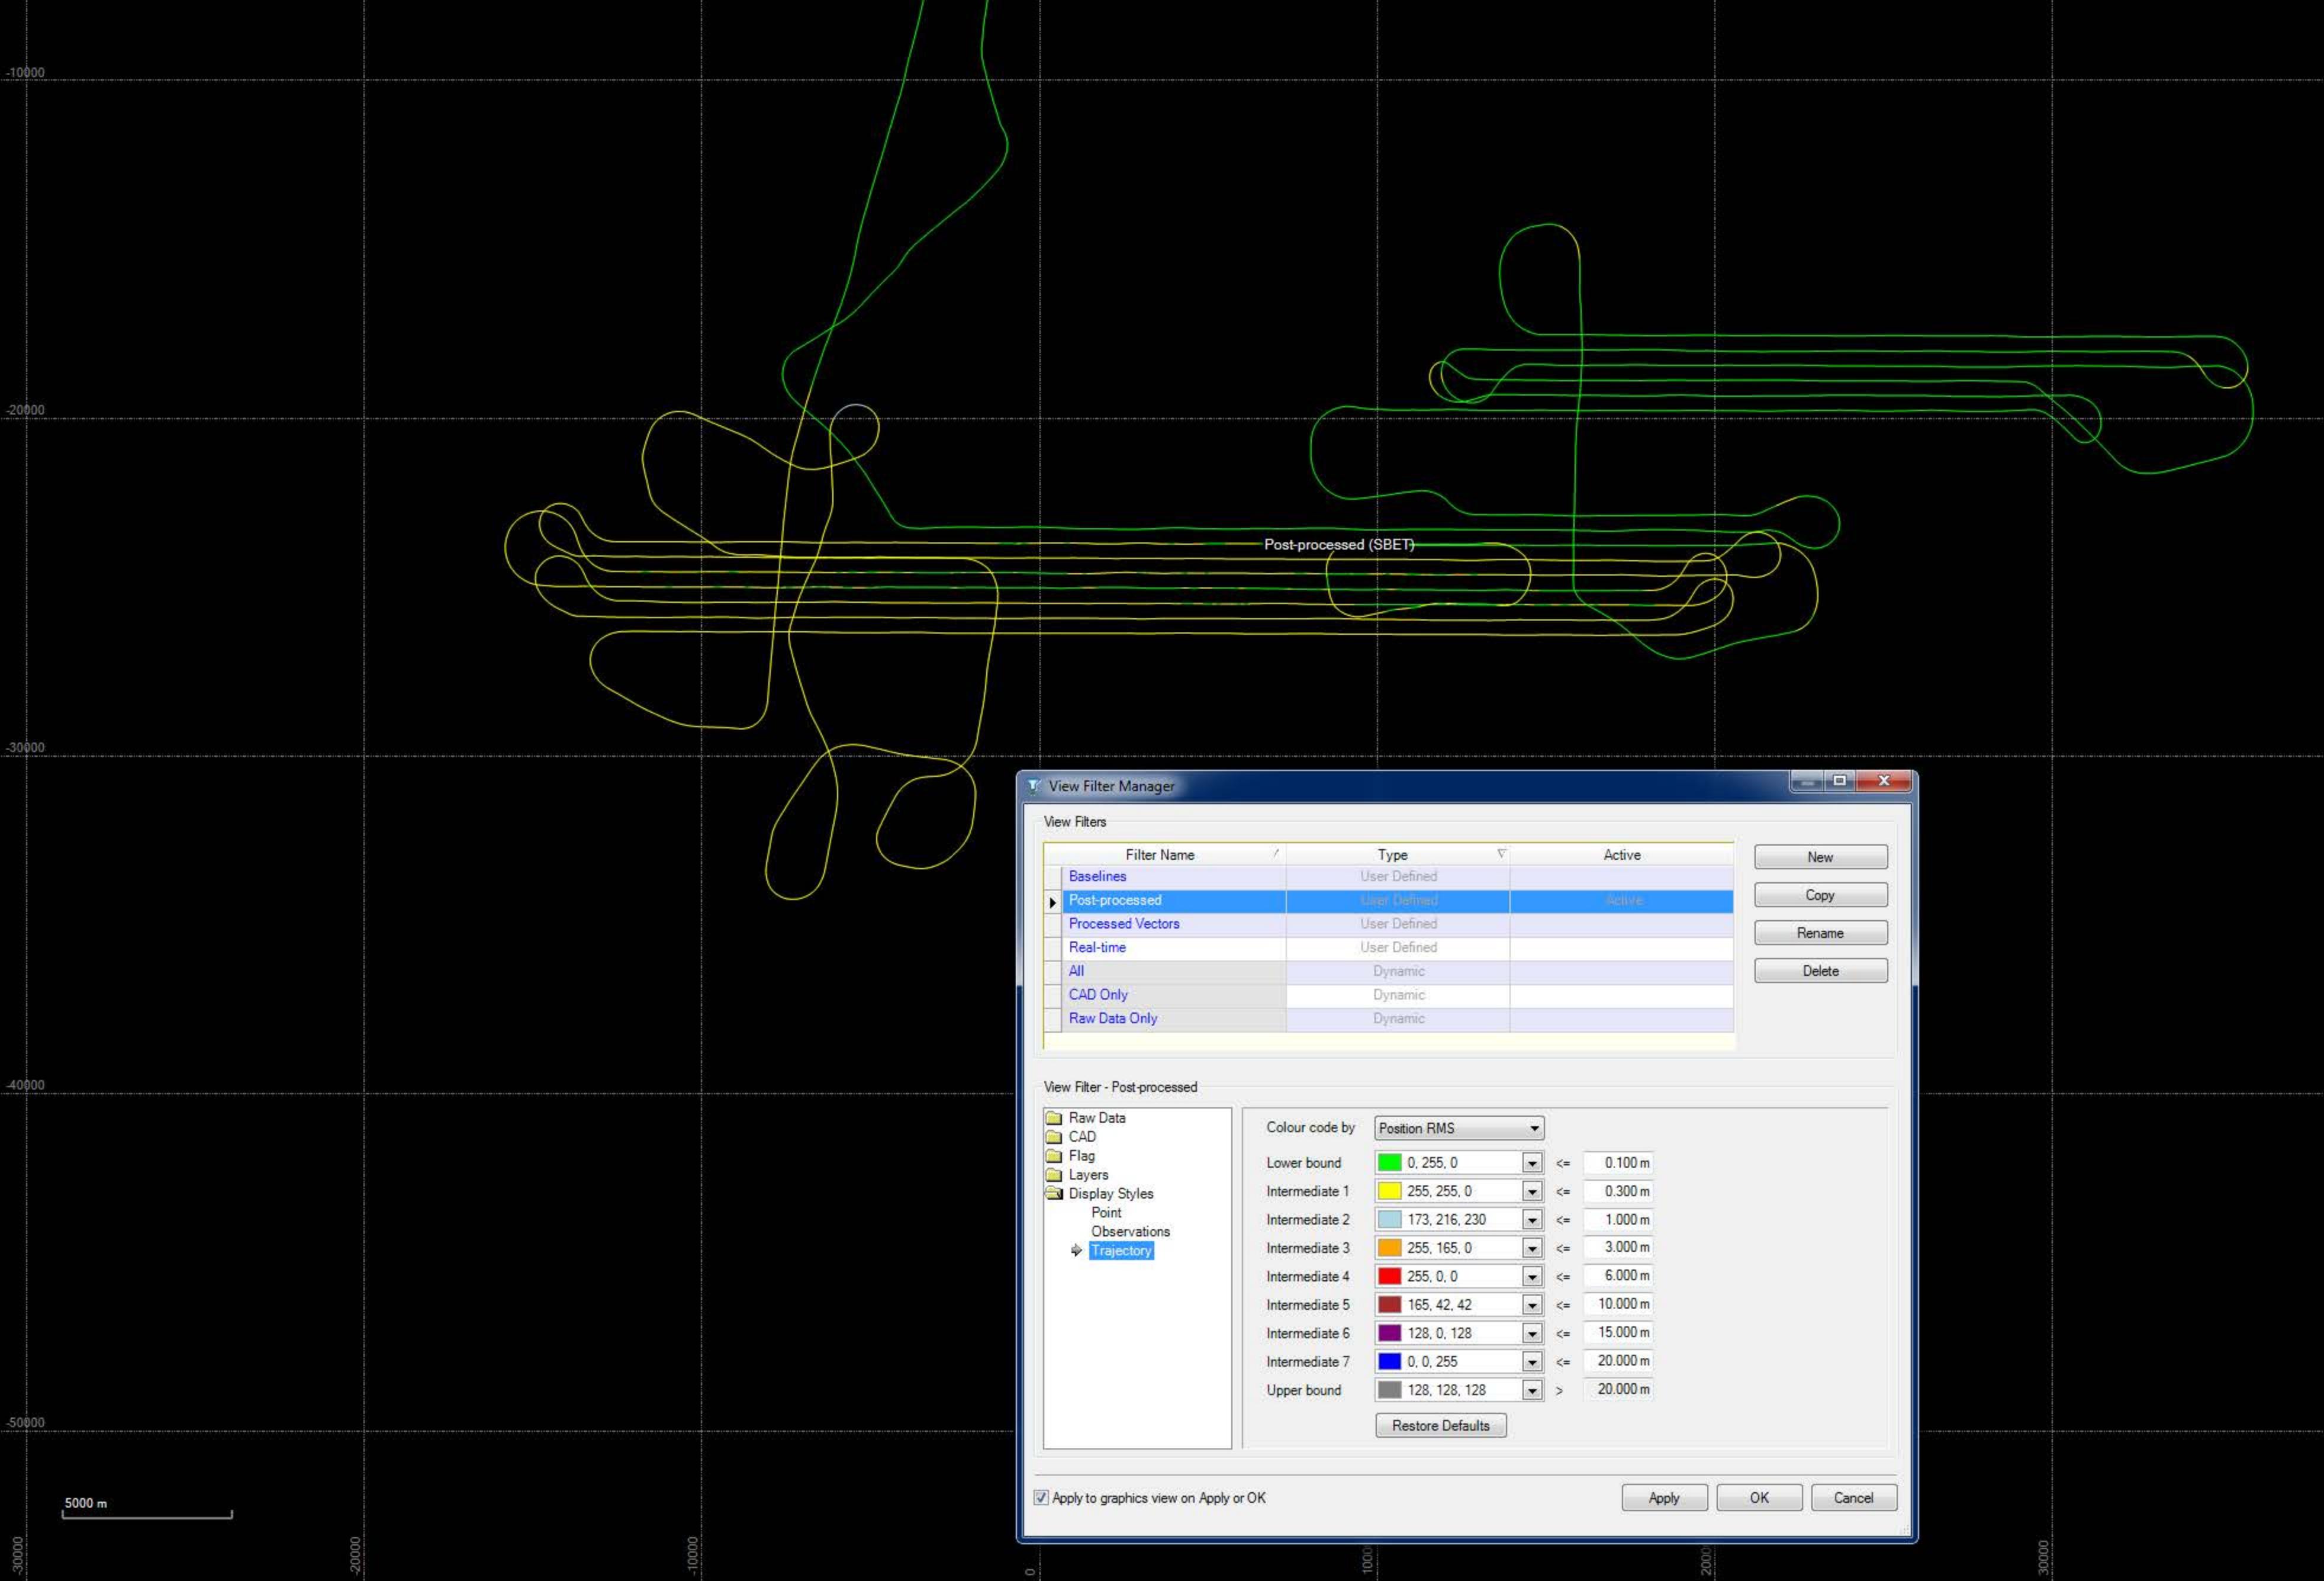 -10000
-20000
Post-processed (SBET)
-30000
View Filter Manager
View Filters
Filter Name Type Active
Baselines User Defined
Post-processed User Defined Active
Processed Vectors User Defined
Real-time User Defined
All Dynamic
CAD Only Dynamic
Raw Data Only Dynamic
New
Copy
Rename
Delete
-40000
View Filter - Post-processed
Raw Data
CAD
Flag
Layers
Display Styles
Point
Observations
Trajectory
Colour code by Position RMS
Lower bound 0, 255, 0 <= 0.100 m
Intermediate 1 255, 255, 0 <= 0.300 m
Intermediate 2 173, 216, 230 <= 1.000 m
Intermediate 3 255, 165, 0 <= 3.000 m
Intermediate 4 255, 0, 0 <= 6.000 m
Intermediate 5 165, 42, 42 <= 10.000 m
Intermediate 6 128, 0, 128 <= 15.000 m
Intermediate 7 0, 0, 255 <= 20.000 m
Upper bound 128, 128, 128 > 20.000 m
Restore Defaults
-50000
Apply to graphics view on Apply or OK
Apply OK Cancel
5000 m
-30000 -20000 -10000 0 30000